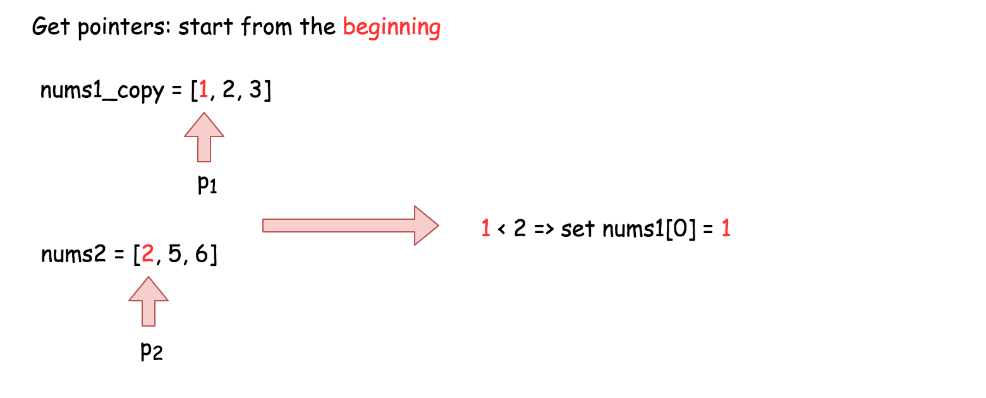 Get pointers: start from the beginning
nums1_copy = [1, 2, 3]
p1
1 < 2 => set nums1[0] = 1
nums2 = [2, 5, 6]
p2